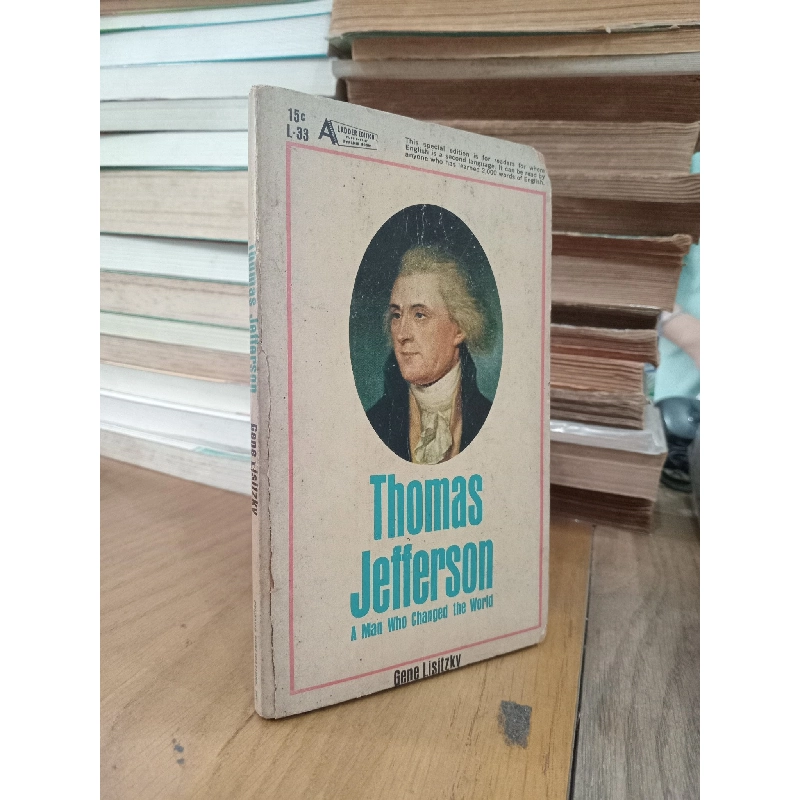 15¢
L-33
A
LADDER EDITION
This special edition is for readers for whom
English is a second language. It can be read by
anyone who has learned 2,000 words of English.
Thomas
Jefferson
A Man Who Changed the World
Gene Lisitzky
Thomas Jefferson Gene Lisitzky